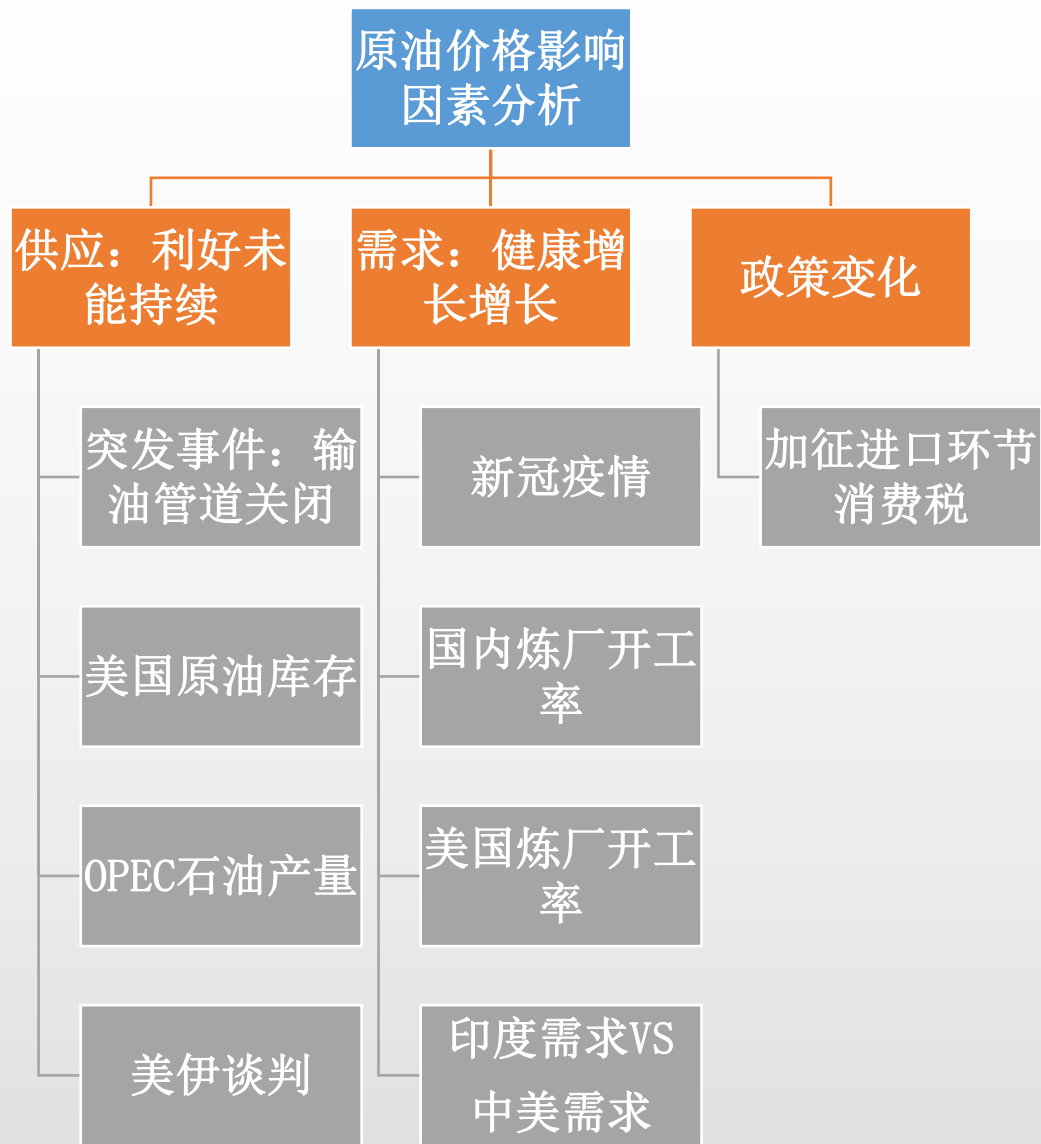 原油价格影响
因素分析
供应：利好未
能持续
需求：健康增
长增长
政策变化
突发事件：输
油管道关闭
新冠疫情
加征进口环节
消费税
美国原油库存
国内炼厂开工
率
OPEC石油产量
美国炼厂开工
率
美伊谈判
印度需求VS
中美需求